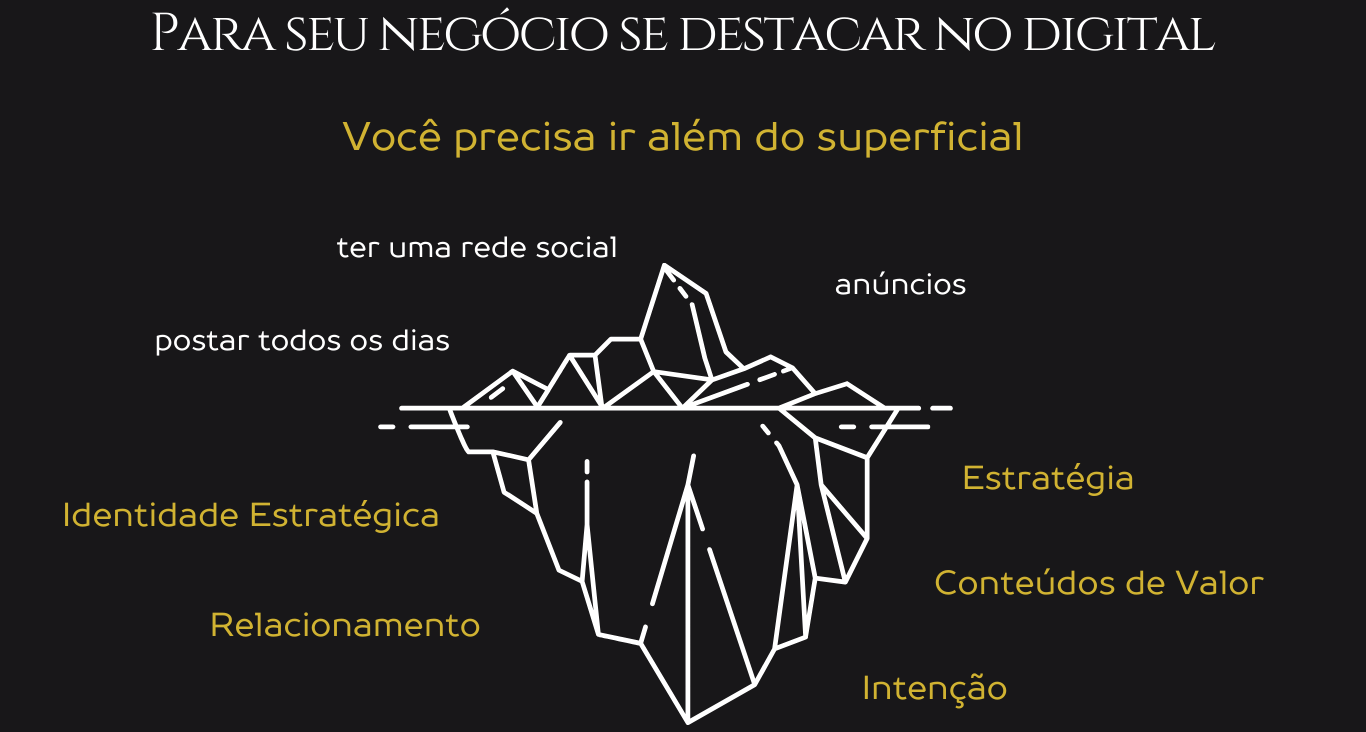 Para seu negócio se destacar no digital
Você precisa ir além do superficial
ter uma rede social
anúncios
postar todos os dias
Estratégia
Identidade Estratégica
Conteúdos de Valor
Relacionamento
Intenção